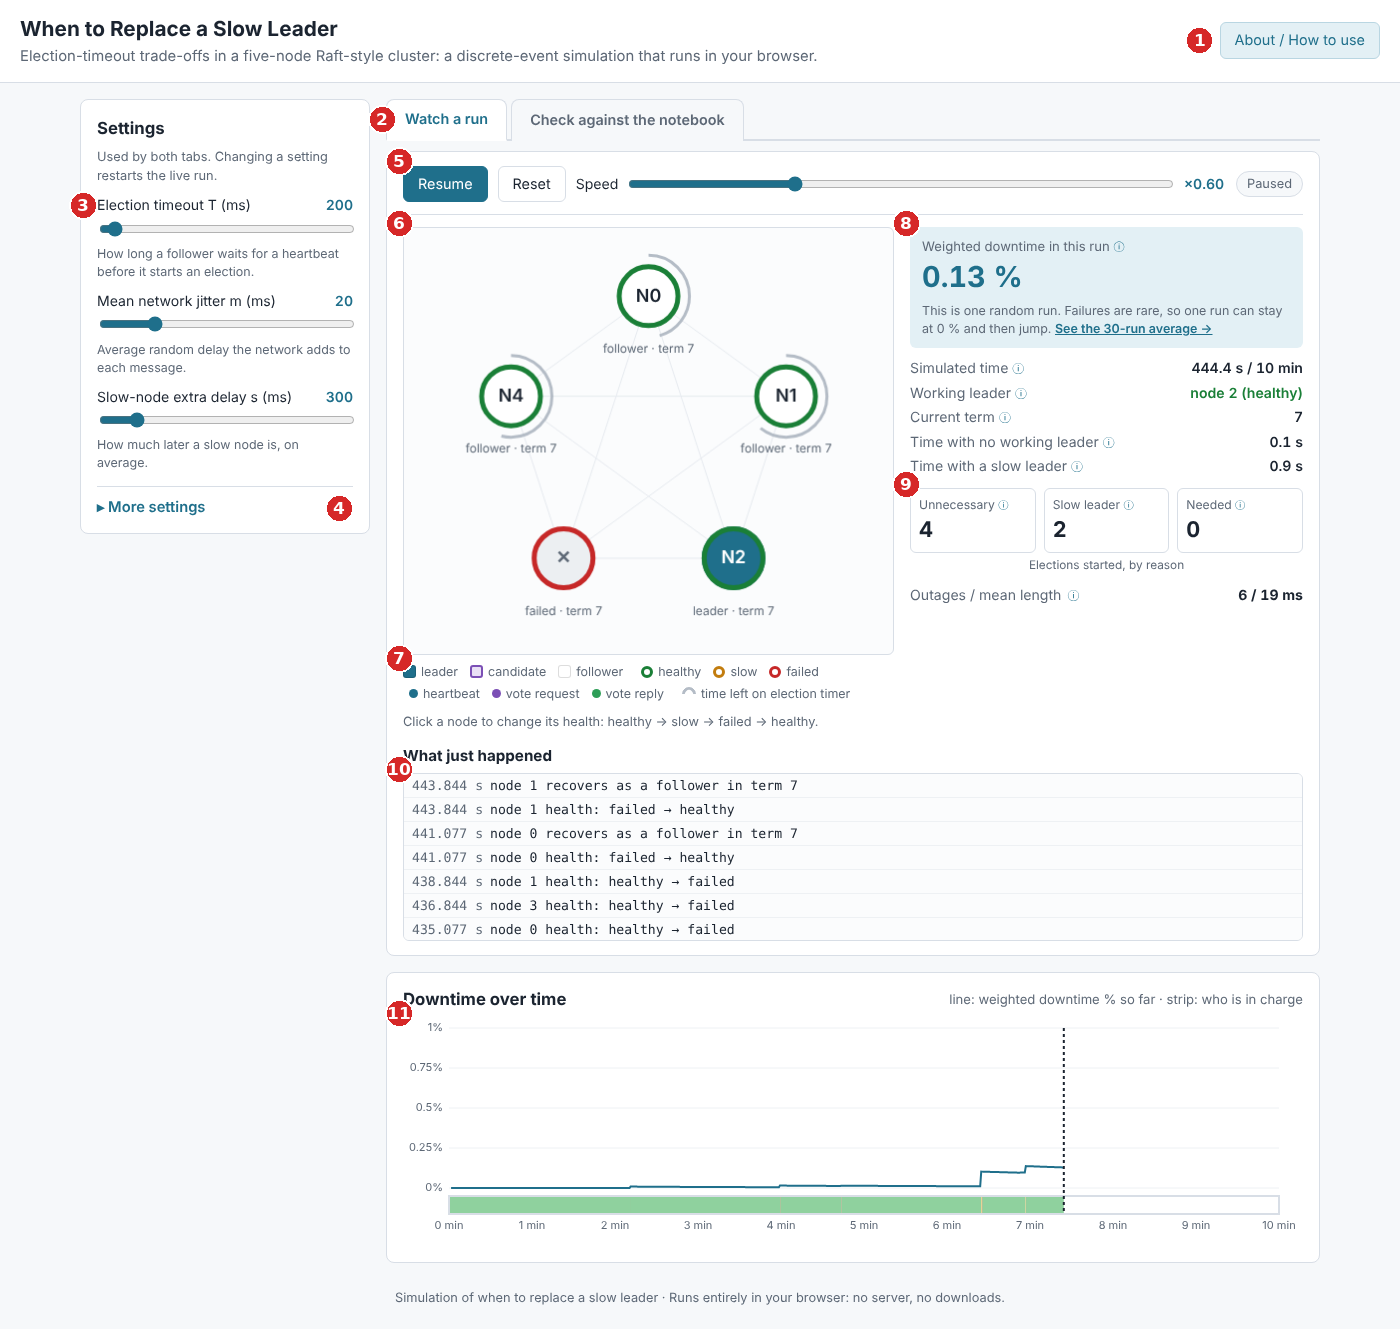 When to Replace a Slow Leader
Election-timeout trade-offs in a five-node Raft-style cluster: a discrete-event simulation that runs in your browser.
1 About / How to use
Settings
Used by both tabs. Changing a setting
restarts the live run.
3 Election timeout T (ms) 200
How long a follower waits for a heartbeat
before it starts an election.
Mean network jitter m (ms) 20
Average random delay the network adds to
each message.
Slow-node extra delay s (ms) 300
How much later a slow node is, on
average.
▸ More settings 4
2 Watch a run Check against the notebook
5
Resume Reset Speed ×0.60 Paused
6
N0
follower · term 7
N4
follower · term 7
N1
follower · term 7
×
failed · term 7
N2
leader · term 7
7
leader candidate follower healthy slow failed
heartbeat vote request vote reply time left on election timer
Click a node to change its health: healthy → slow → failed → healthy.
8
Weighted downtime in this run ⓘ
0.13 %
This is one random run. Failures are rare, so one run can stay
at 0 % and then jump. See the 30-run average →
Simulated time ⓘ 444.4 s / 10 min
Working leader ⓘ node 2 (healthy)
Current term ⓘ 7
Time with no working leader ⓘ 0.1 s
Time with a slow leader ⓘ 0.9 s
9
Unnecessary ⓘ Slow leader ⓘ Needed ⓘ
4 2 0
Elections started, by reason
Outages / mean length ⓘ 6 / 19 ms
What just happened
10
443.844 s node 1 recovers as a follower in term 7
443.844 s node 1 health: failed → healthy
441.077 s node 0 recovers as a follower in term 7
441.077 s node 0 health: failed → healthy
438.844 s node 1 health: healthy → failed
436.844 s node 3 health: healthy → failed
435.077 s node 0 health: healthy → failed
Downtime over time line: weighted downtime % so far · strip: who is in charge
11
1%
0.75%
0.5%
0.25%
0%
0 min 1 min 2 min 3 min 4 min 5 min 6 min 7 min 8 min 9 min 10 min
Simulation of when to replace a slow leader · Runs entirely in your browser: no server, no downloads.